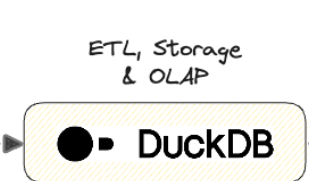 ETL, Storage
& OLAP
DuckDB